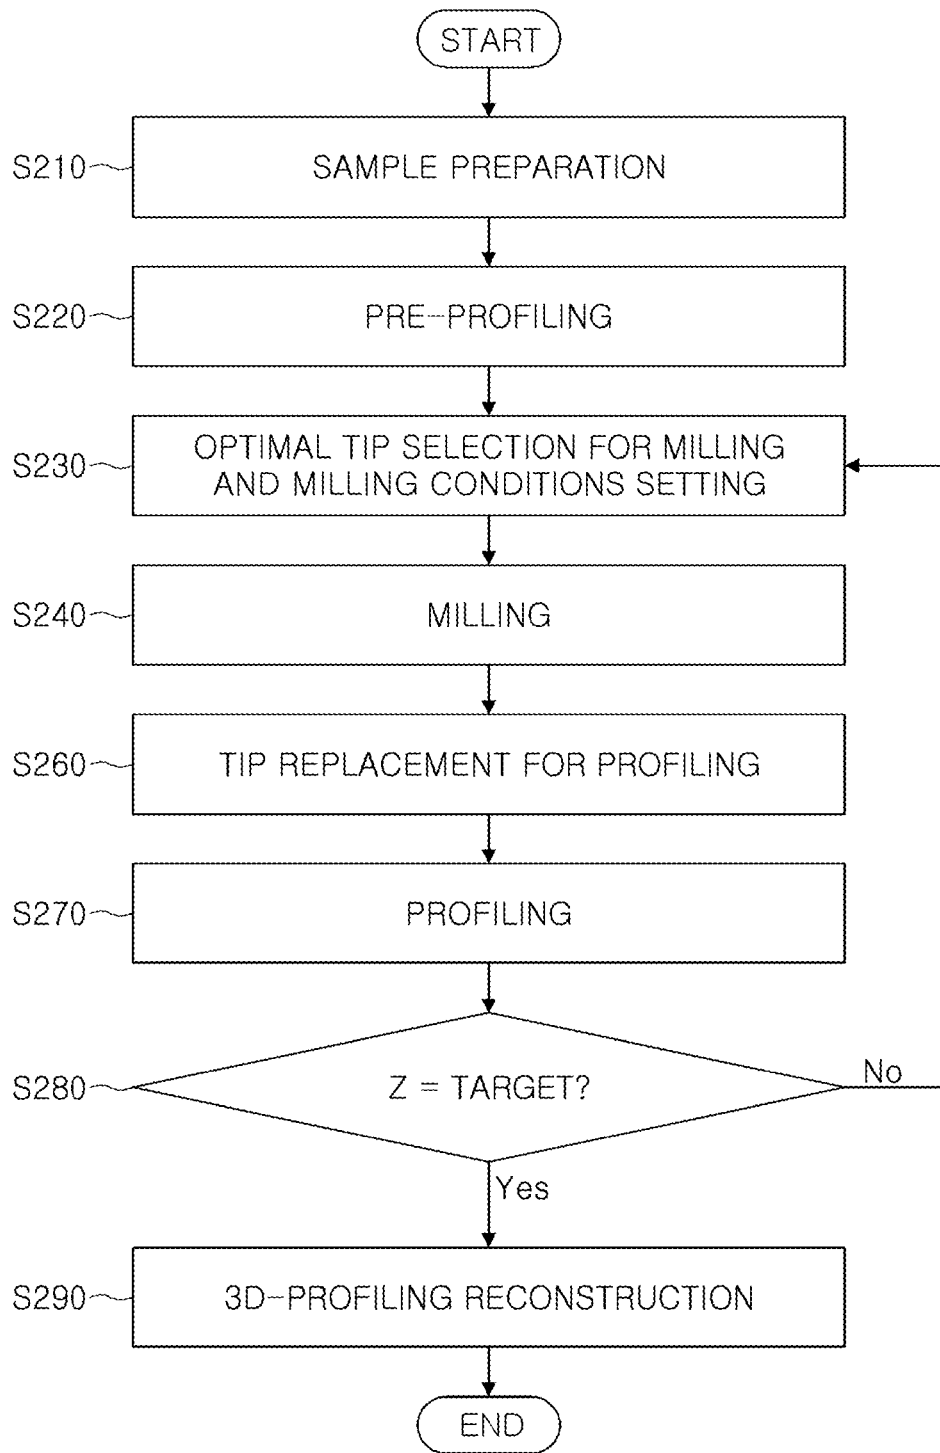 START
S210
SAMPLE PREPARATION
S220
PRE-PROFILING
S230
OPTIMAL TIP SELECTION FOR MILLING
AND MILLING CONDITIONS SETTING
S240
MILLING
S260
TIP REPLACEMENT FOR PROFILING
S270
PROFILING
S280
Z = TARGET?
No
Yes
S290
3D-PROFILING RECONSTRUCTION
END